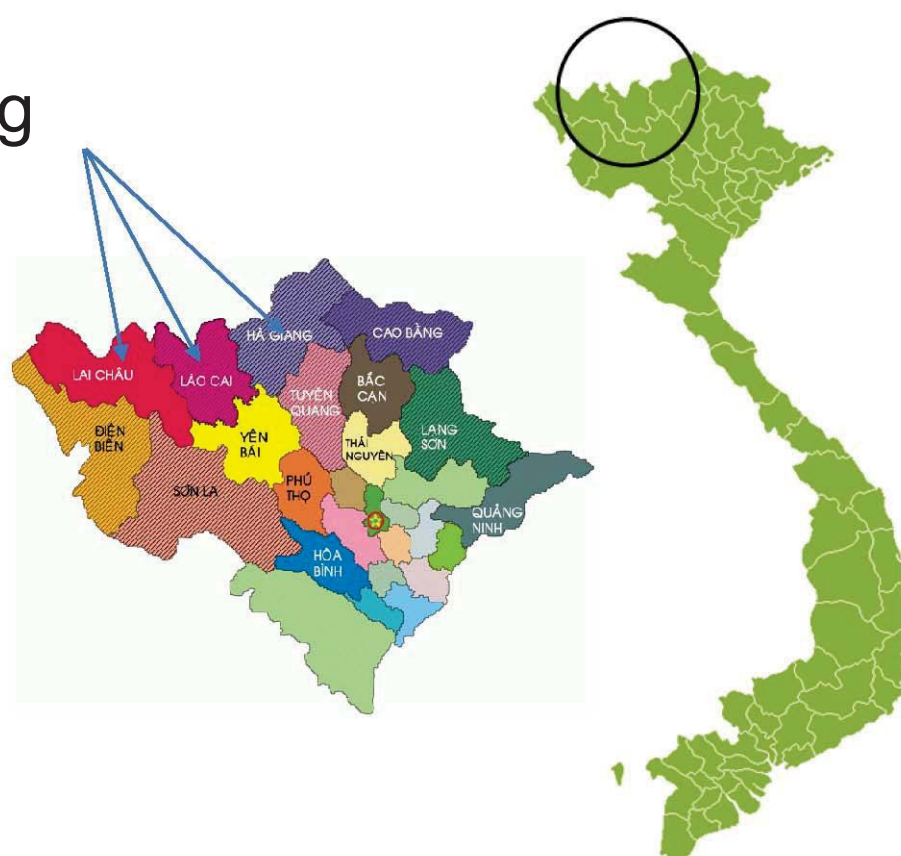 g
HÀ GIANG
CAO BẰNG
LAI CHÂU
LÀO CAI
TUYÊN
QUANG
BẮC
CẠN
ĐIỆN
BIÊN
YÊN
BÁI
THÁI
NGUYÊN
LẠNG
SƠN
SƠN LA
PHÚ
THỌ
QUẢNG
NINH
HÒA
BÌNH